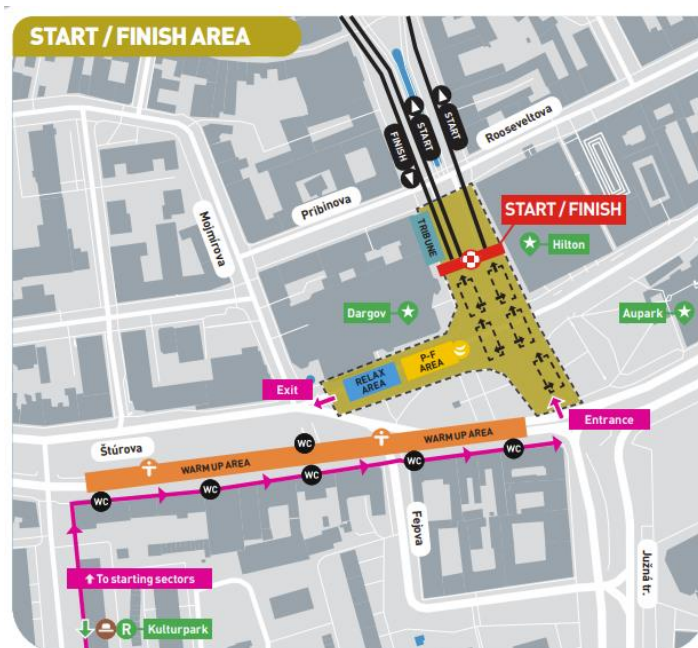 START / FINISH AREA
FINISH
START
START
Rooseveltova
Pribinova
Mojmírova
TRIBUNE
START / FINISH
Hilton
Dargov
Aupark
P-F
AREA
RELAX
AREA
Exit
Entrance
Štúrova
WC
WARM UP AREA
WARM UP AREA
WC
WC
WC
WC
WC
Fejova
Južná tr.
To starting sectors
R
Kulturpark